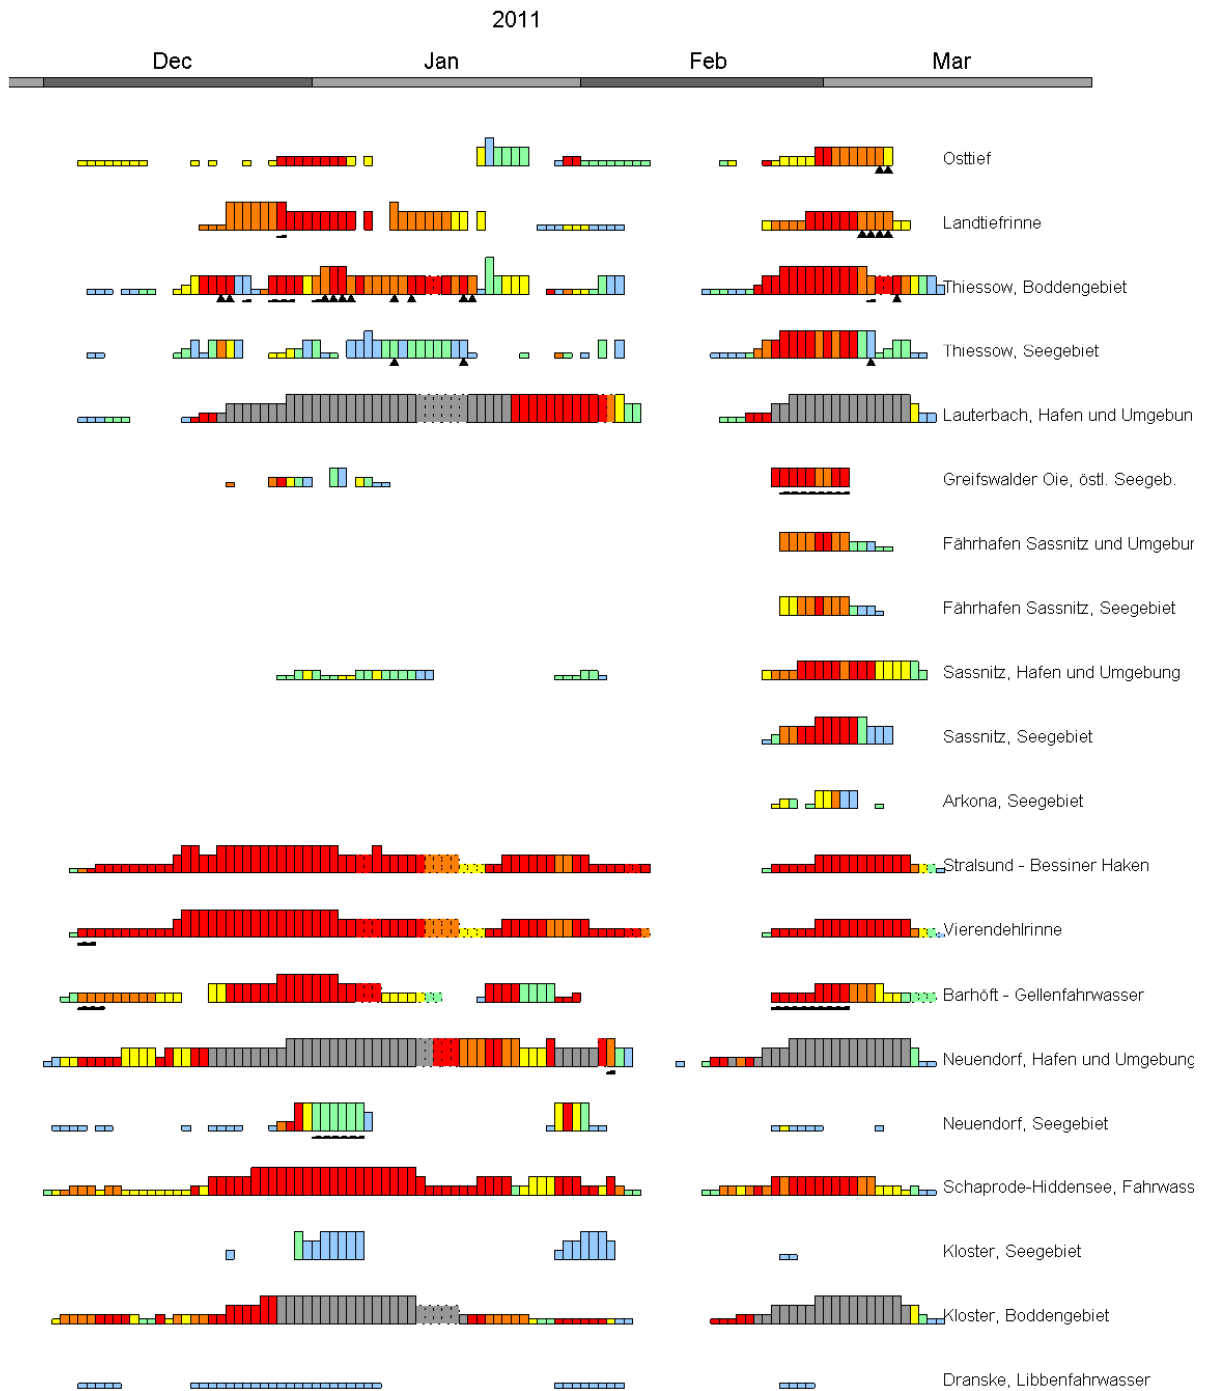 2011
Dec Jan Feb Mar
Osttief
Landtiefrinne
Thiessow, Boddengebiet
Thiessow, Seegebiet
Lauterbach, Hafen und Umgebun
Greifswalder Oie, östl. Seegeb.
Fährhafen Sassnitz und Umgebur
Fährhafen Sassnitz, Seegebiet
Sassnitz, Hafen und Umgebung
Sassnitz, Seegebiet
Arkona, Seegebiet
Stralsund - Bessiner Haken
Vierendehlrinne
Barhöft - Gellenfahrwasser
Neuendorf, Hafen und Umgebung
Neuendorf, Seegebiet
Schaprode-Hiddensee, Fahrwass
Kloster, Seegebiet
Kloster, Boddengebiet
Dranske, Libbenfahrwasser